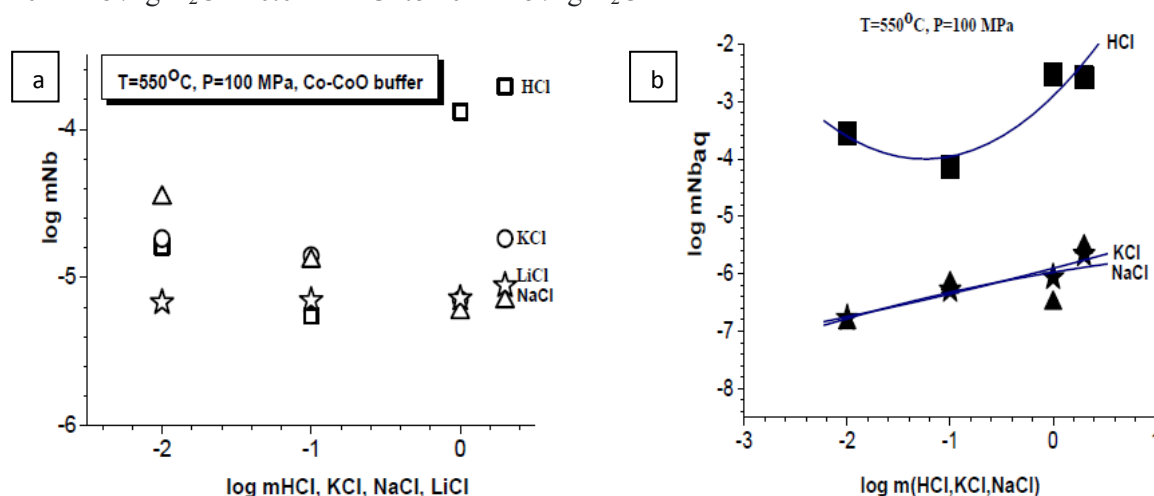 a
T=550°C, P=100 MPa, Co-CoO buffer
HCl
KCl
LiCl
NaCl
log mNb
-4
-5
-6
-2
-1
0
log mHCl, KCl, NaCl, LiCl
b
T=550°C, P=100 MPa
HCl
KCl
NaCl
log mNbaq
-2
-3
-4
-5
-6
-7
-8
-3
-2
-1
0
1
log m(HCl,KCl,NaCl)